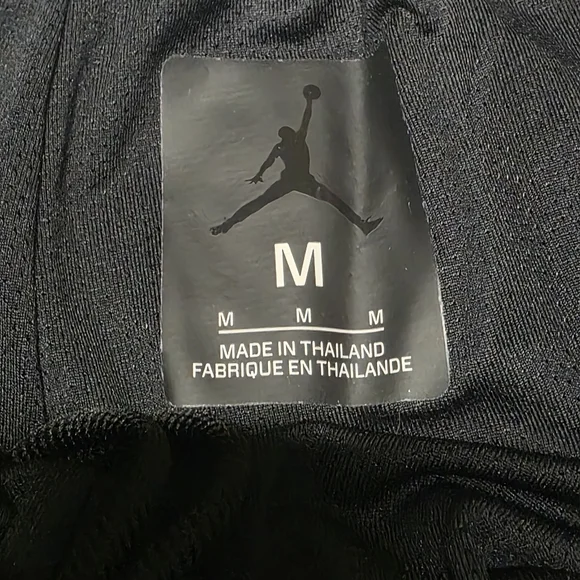 M
M M M
MADE IN THAILAND
FABRIQUE EN THAILANDE